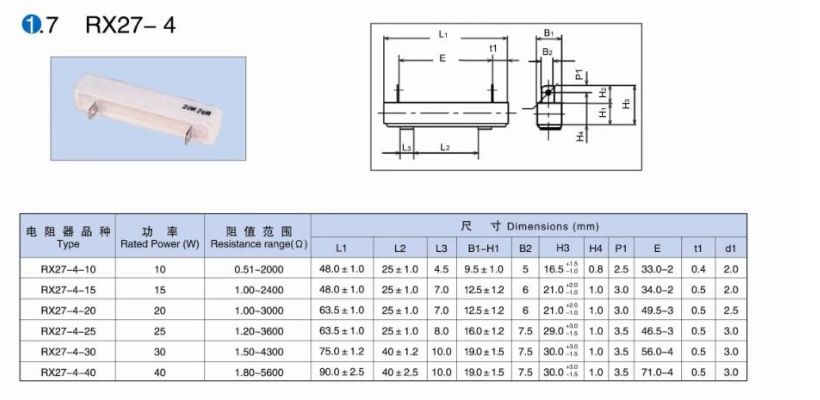 1.7 RX27-4
20W20ΩR
L₁
E
t1
L₃ L₂
B₁
B₂
P1
H₂
H₁
H₃
H₄
电阻器品种 功率 阻值范围 尺 寸 Dimensions (mm)
Type Rated Power (W) Resistance range(Ω) L1 L2 L3 B1-H1 B2 H3 H4 P1 E t1 d1
RX27-4-10 10 0.51~2000 48.0±1.0 25±1.0 4.5 9.5±1.0 5 16.5 +1.5 -1.0 0.8 2.5 33.0-2 0.4 2.0
RX27-4-15 15 1.00~2400 48.0±1.0 25±1.0 7.0 12.5±1.2 6 21.0 +2.0 -1.0 1.0 3.0 34.0-2 0.5 2.0
RX27-4-20 20 1.00~3000 63.5±1.0 25±1.0 7.0 12.5±1.2 6 21.0 +2.0 -1.0 1.0 3.0 49.5-3 0.5 2.5
RX27-4-25 25 1.20~3600 63.5±1.0 25±1.0 8.0 16.0±1.2 7.5 29.0 +3.0 -1.5 1.0 3.5 46.5-3 0.5 3.0
RX27-4-30 30 1.50~4300 75.0±1.2 40±1.2 10.0 19.0±1.5 7.5 30.0 +3.0 -1.5 1.0 3.5 56.0-4 0.5 3.0
RX27-4-40 40 1.80~5600 90.0±2.5 40±2.5 10.0 19.0±1.5 7.5 30.0 +3.0 -1.5 1.0 3.5 71.0-4 0.5 3.0